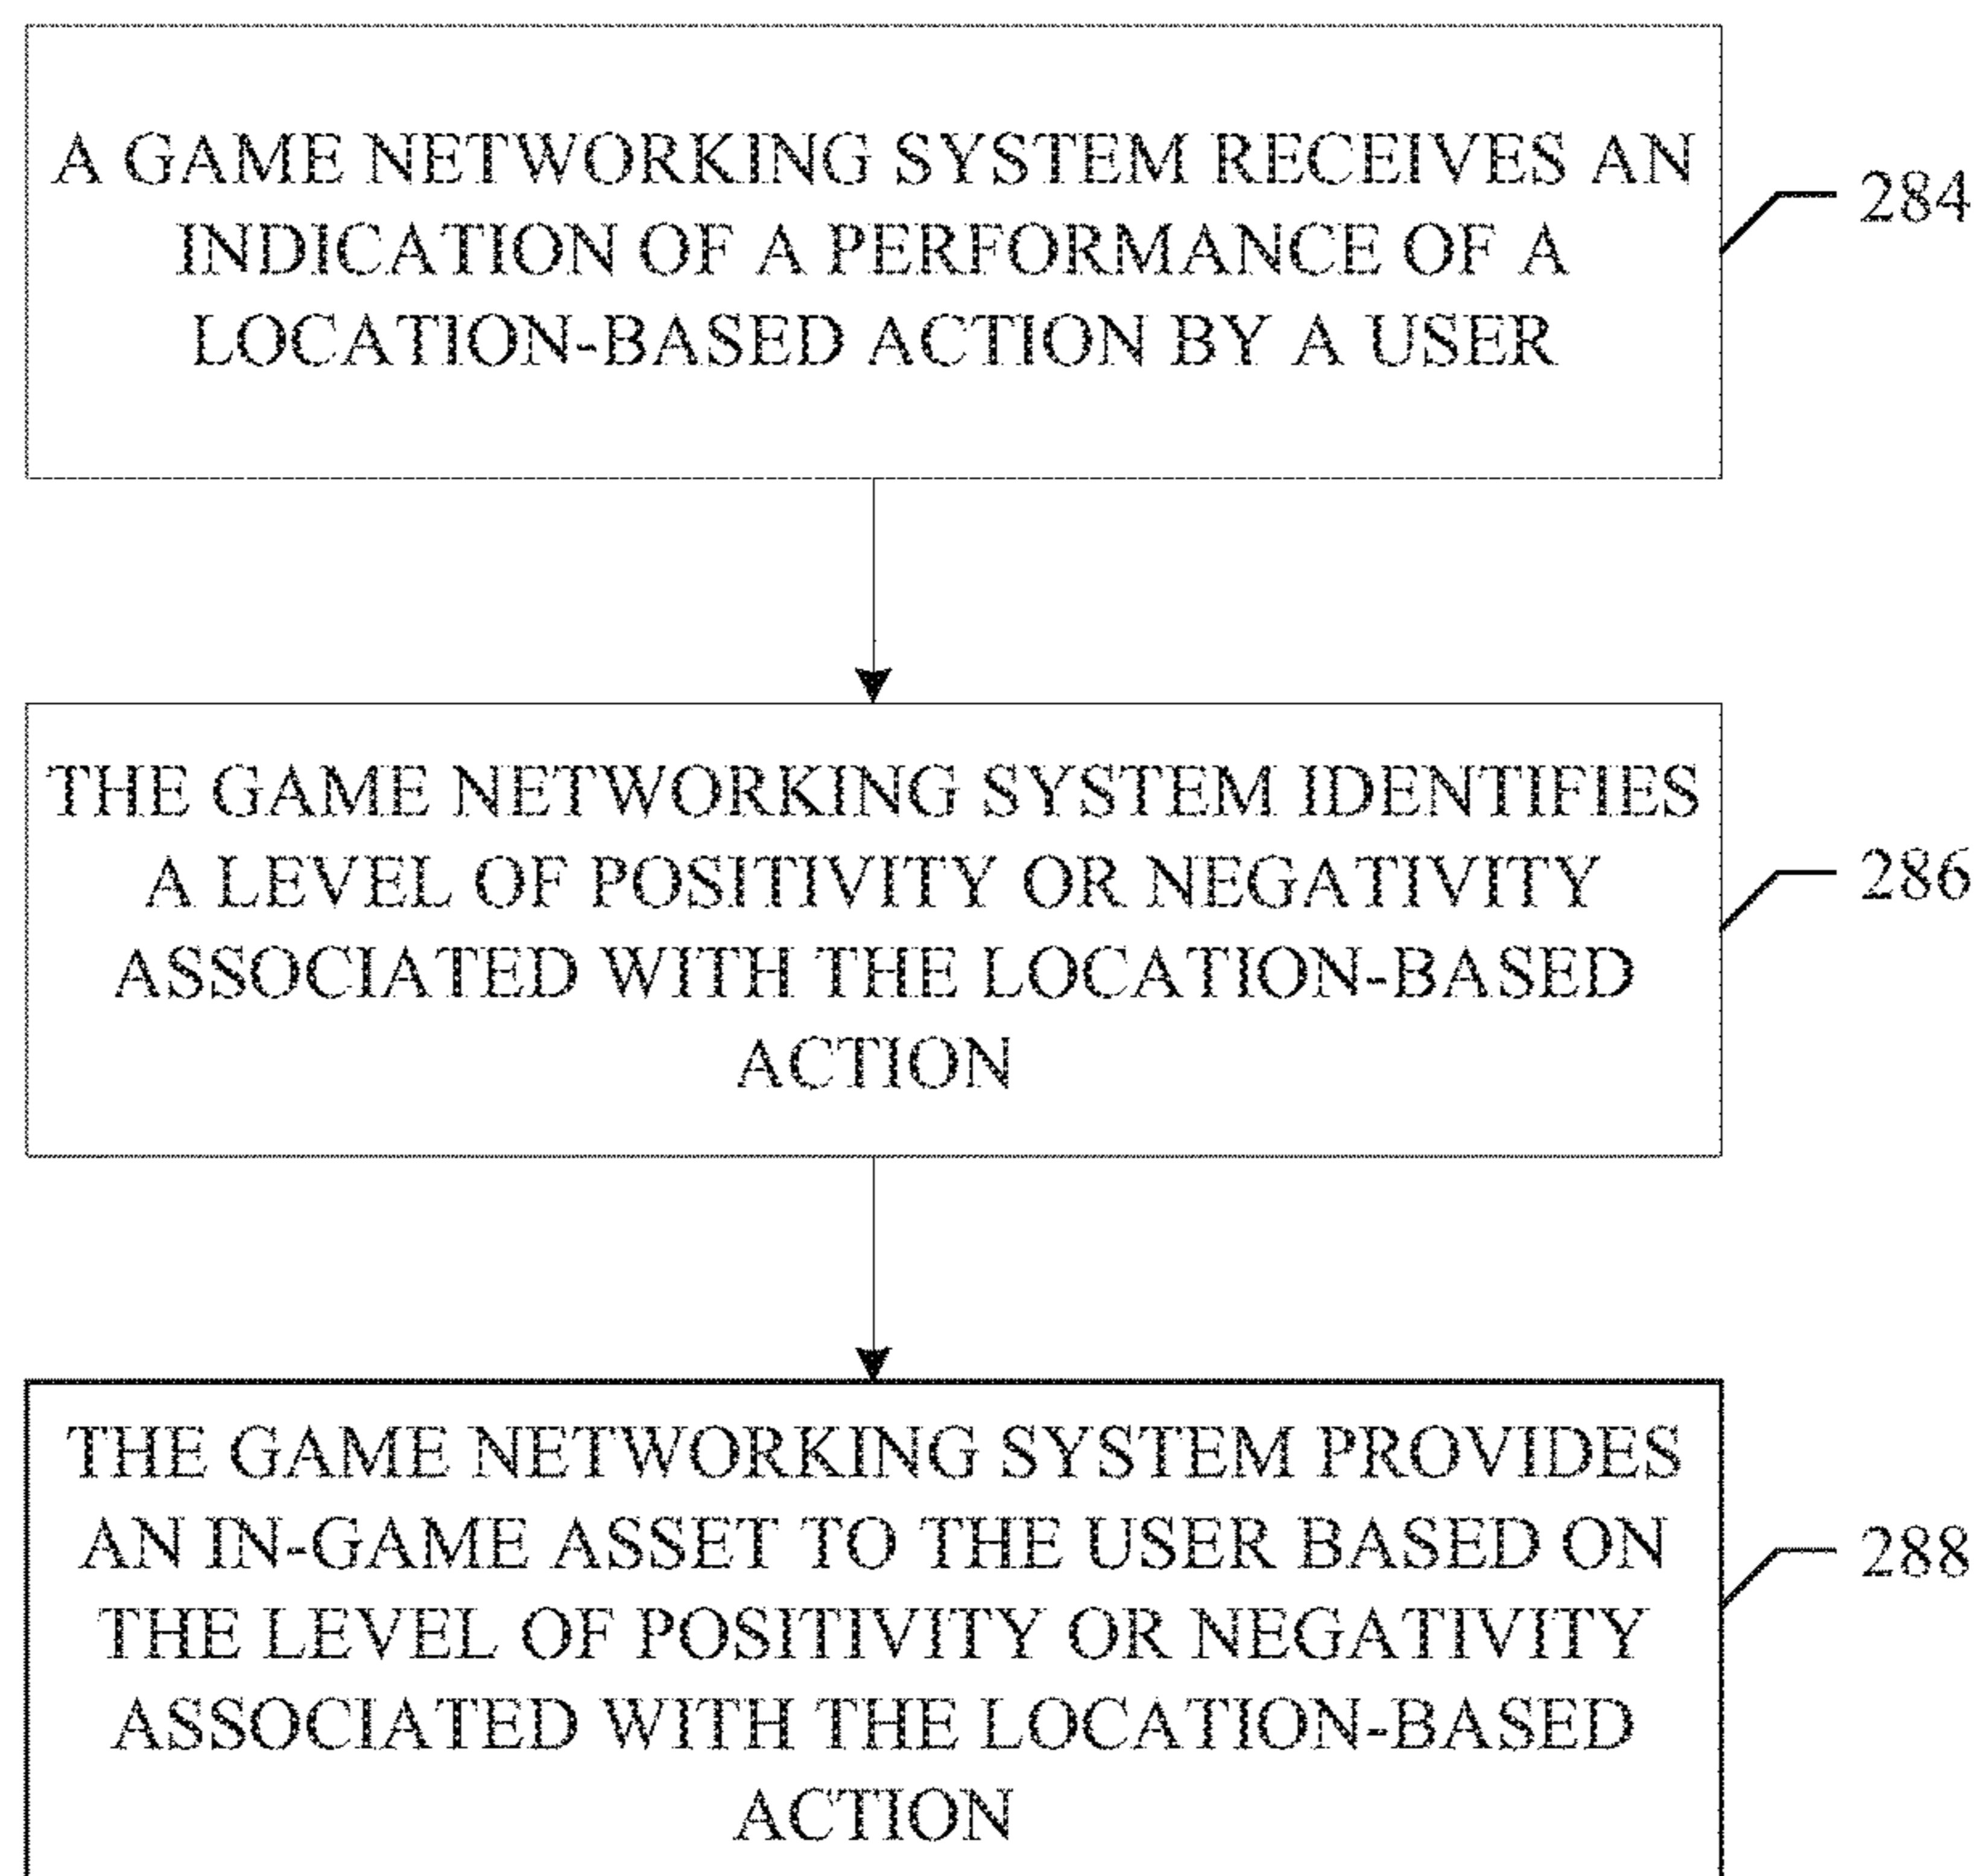 A GAME NETWORKING SYSTEM RECEIVES AN
INDICATION OF A PERFORMANCE OF A
LOCATION-BASED ACTION BY A USER
284
THE GAME NETWORKING SYSTEM IDENTIFIES
A LEVEL OF POSITIVITY OR NEGATIVITY
ASSOCIATED WITH THE LOCATION-BASED
ACTION
286
THE GAME NETWORKING SYSTEM PROVIDES
AN IN-GAME ASSET TO THE USER BASED ON
THE LEVEL OF POSITIVITY OR NEGATIVITY
ASSOCIATED WITH THE LOCATION-BASED
ACTION
288